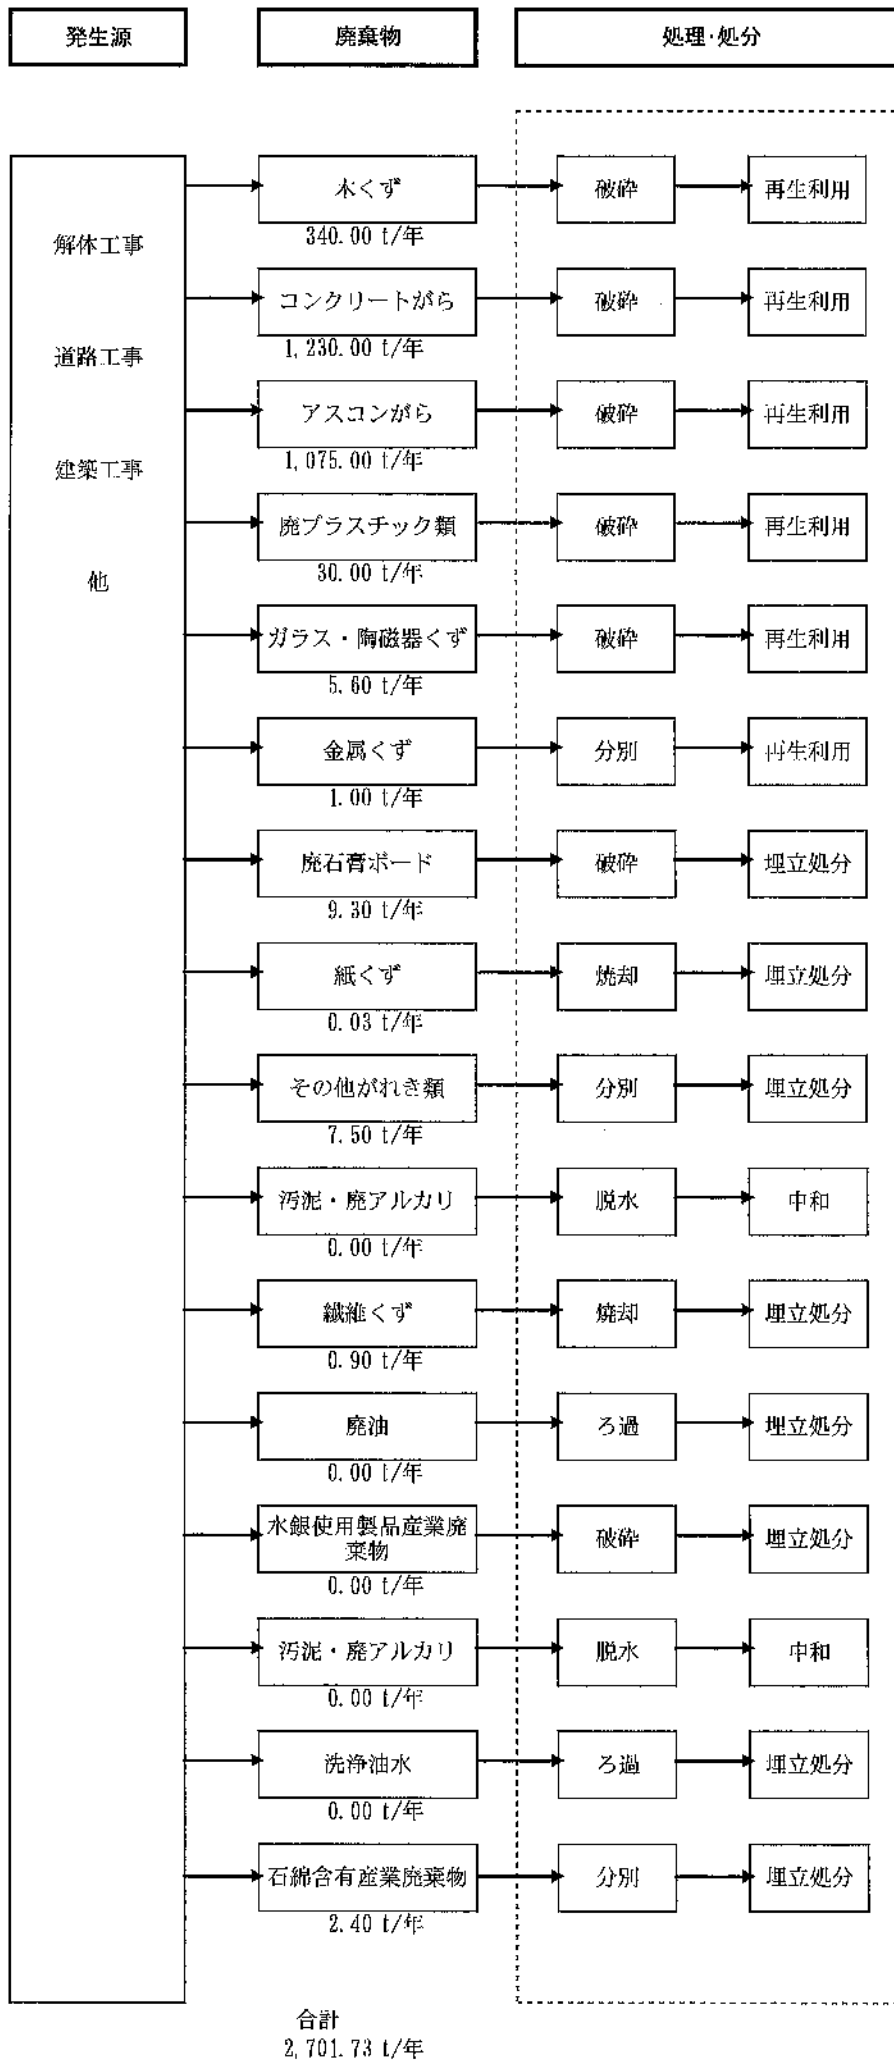 発生源 廃棄物 処理・処分
木くず 破砕 再生利用
340.00 t/年
解体工事
コンクリートがら 破砕 再生利用
1,230.00 t/年
道路工事
アスコンがら 破砕 再生利用
1,075.00 t/年
建築工事
廃プラスチック類 破砕 再生利用
30.00 t/年
他
ガラス・陶磁器くず 破砕 再生利用
5.60 t/年
金属くず 分別 再生利用
1.00 t/年
廃石膏ボード 破砕 埋立処分
9.30 t/年
紙くず 焼却 埋立処分
0.03 t/年
その他がれき類 分別 埋立処分
7.50 t/年
汚泥・廃アルカリ 脱水 中和
0.00 t/年
繊維くず 焼却 埋立処分
0.90 t/年
廃油 ろ過 埋立処分
0.00 t/年
水銀使用製品産業廃
棄物 破砕 埋立処分
0.00 t/年
汚泥・廃アルカリ 脱水 中和
0.00 t/年
洗浄油水 ろ過 埋立処分
0.00 t/年
石綿含有産業廃棄物 分別 埋立処分
2.40 t/年
合計
2,701.73 t/年